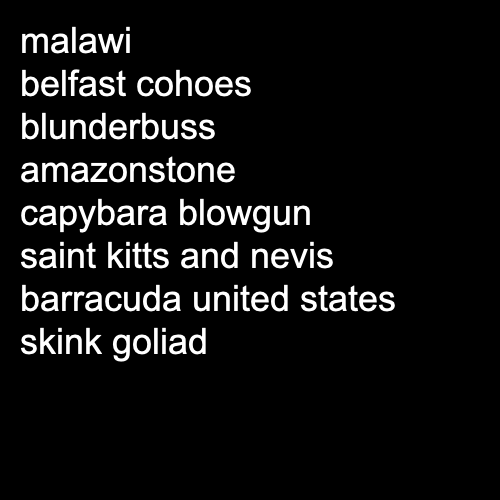 malawi
belfast cohoes
blunderbuss
amazonstone
capybara blowgun
saint kitts and nevis
barracuda united states
skink goliad